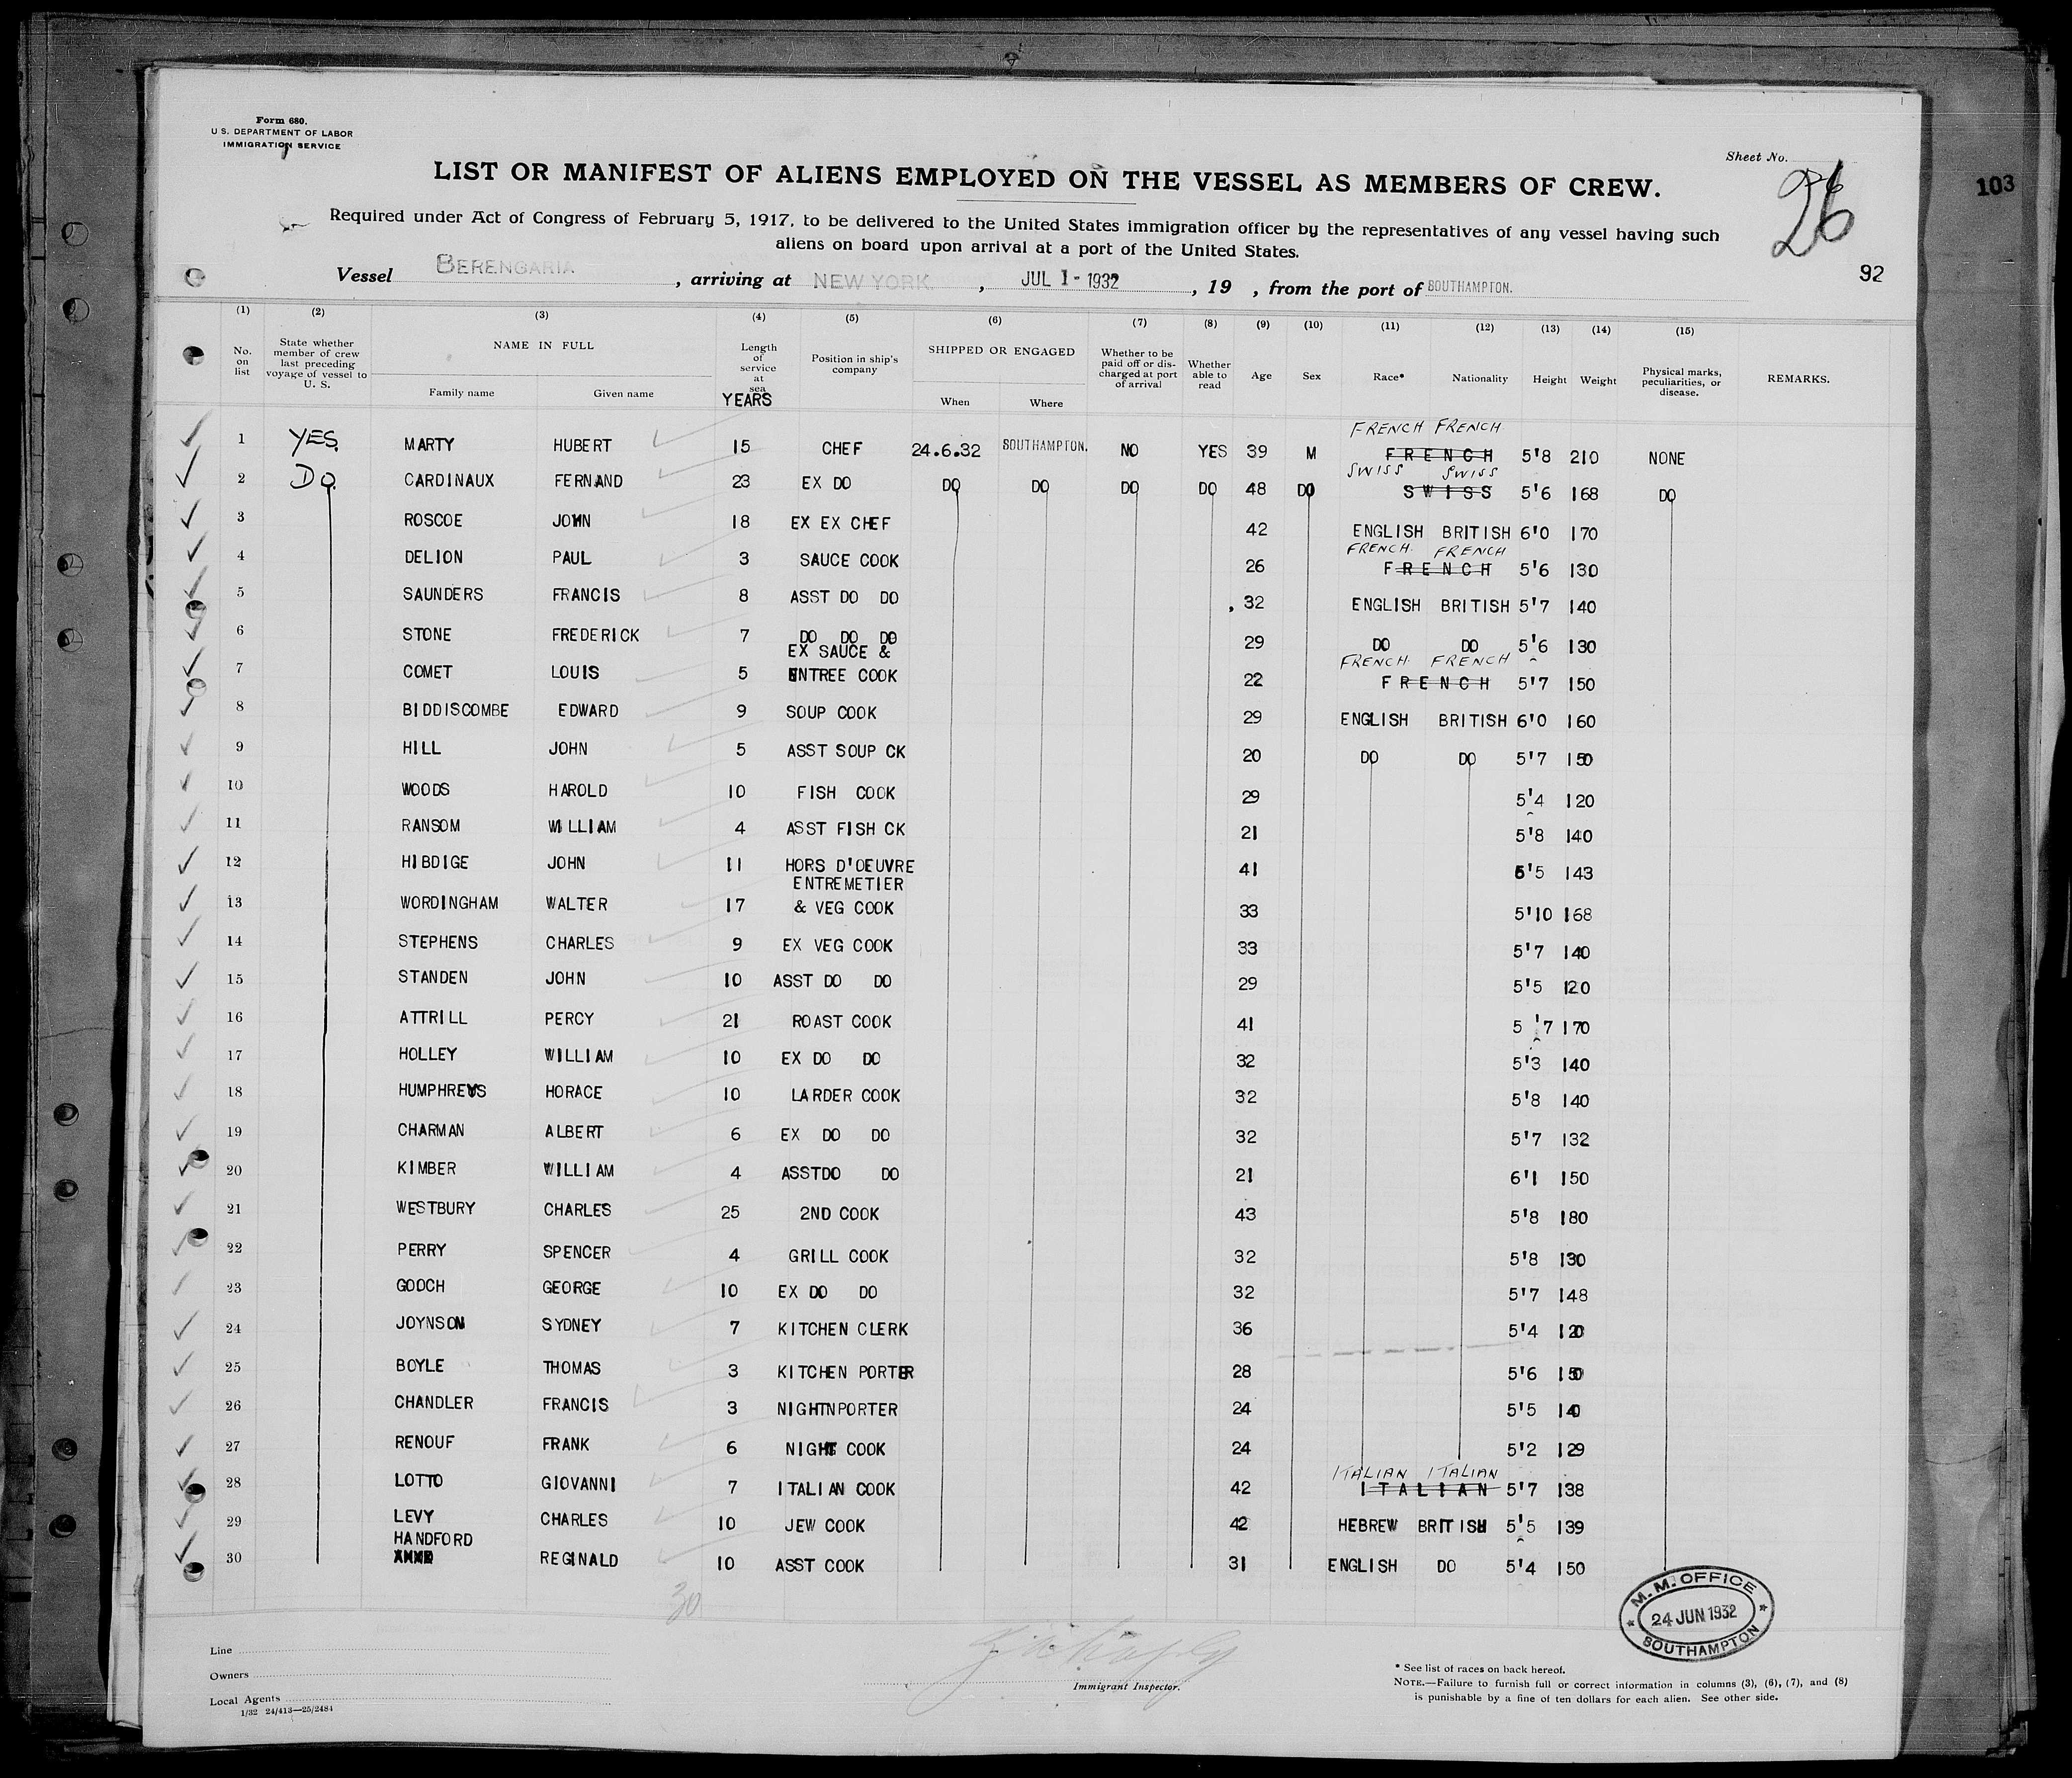 Form 680.
U.S. DEPARTMENT OF LABOR
IMMIGRATION SERVICE
Sheet No.
26
103
LIST OR MANIFEST OF ALIENS EMPLOYED ON THE VESSEL AS MEMBERS OF CREW.
Required under Act of Congress of February 5, 1917, to be delivered to the United States immigration officer by the representatives of any vessel having such
aliens on board upon arrival at a port of the United States.
92
Vessel BERENGARIA, arriving at NEW YORK, JUL 1 - 1932, 19 , from the port of SOUTHAMPTON.
(1) (2) (3) (4) (5) (6) (7) (8) (9) (10) (11) (12) (13) (14) (15)
No. on list State whether member of crew last preceding voyage of vessel to U. S. NAME IN FULL Family name Given name Length of service at sea YEARS Position in ship's company SHIPPED OR ENGAGED When Where Whether to be paid off or discharged at port of arrival Whether able to read Age Sex Race* Nationality Height Weight Physical marks, peculiarities, or disease. REMARKS.
FRENCH FRENCH
1 YES. MARTY HUBERT 15 CHEF 24.6.32 SOUTHAMPTON. NO YES 39 M FRENCH 5'8 210 NONE
SWISS SWISS
2 DO CARDINAUX FERNAND 23 EX DO DO DO DO DO 48 DO SWISS 5'6 168 DO
3 ROSCOE JOHN 18 EX EX CHEF 42 ENGLISH BRITISH 6'0 170
FRENCH FRENCH
4 DELION PAUL 3 SAUCE COOK 26 FRENCH 5'6 130
5 SAUNDERS FRANCIS 8 ASST DO DO 32 ENGLISH BRITISH 5'7 140
6 STONE FREDERICK 7 DO DO DO 29 DO DO 5'6 130
EX SAUCE & FRENCH FRENCH
7 COMET LOUIS 5 ENTREE COOK 22 FRENCH 5'7 150
8 BIDDISCOMBE EDWARD 9 SOUP COOK 29 ENGLISH BRITISH 6'0 160
9 HILL JOHN 5 ASST SOUP CK 20 DO DO 5'7 150
10 WOODS HAROLD 10 FISH COOK 29 5'4 120
11 RANSOM WILLIAM 4 ASST FISH CK 21 5'8 140
12 HIBDIGE JOHN 11 HORS D'OEUVRE 41 5'5 143
ENTREMETIER
13 WORDINGHAM WALTER 17 & VEG COOK 33 5'10 168
14 STEPHENS CHARLES 9 EX VEG COOK 33 5'7 140
15 STANDEN JOHN 10 ASST DO DO 29 5'5 120
16 ATTRILL PERCY 21 ROAST COOK 41 5'7 170
17 HOLLEY WILLIAM 10 EX DO DO 32 5'3 140
18 HUMPHREYS HORACE 10 LARDER COOK 32 5'8 140
19 CHARMAN ALBERT 6 EX DO DO 32 5'7 132
20 KIMBER WILLIAM 4 ASSTDO DO 21 6'1 150
21 WESTBURY CHARLES 25 2ND COOK 43 5'8 180
22 PERRY SPENCER 4 GRILL COOK 32 5'8 130
23 GOOCH GEORGE 10 EX DO DO 32 5'7 148
24 JOYNSON SYDNEY 7 KITCHEN CLERK 36 5'4 120
25 BOYLE THOMAS 3 KITCHEN PORTER 28 5'6 150
26 CHANDLER FRANCIS 3 NIGHTNPORTER 24 5'5 140
27 RENOUF FRANK 6 NIGHT COOK 24 5'2 129
ITALIAN ITALIAN
28 LOTTO GIOVANNI 7 ITALIAN COOK 42 ITALIAN 5'7 138
29 LEVY CHARLES 10 JEW COOK 42 HEBREW BRITISH 5'5 139
HANDFORD
30 REGINALD 10 ASST COOK 31 ENGLISH DO 5'4 150
30
M. M. OFFICE
24 JUN 1932
SOUTHAMPTON
Line
Owners
Local Agents
1/32 24/413—25/2484
Immigrant Inspector.
* See list of races on back hereof.
NOTE.—Failure to furnish full or correct information in columns (3), (6), (7), and (8)
is punishable by a fine of ten dollars for each alien. See other side.